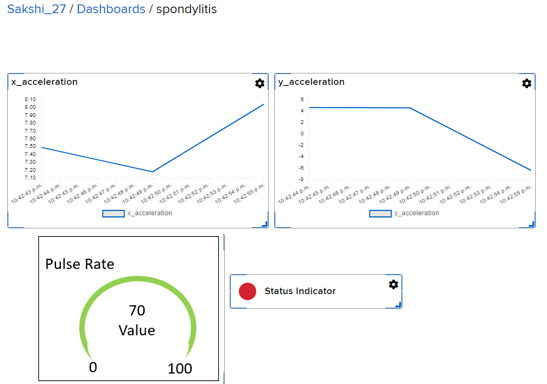 Sakshi_27 / Dashboards / spondylitis
x_acceleration
8.10
8.00
7.90
7.80
7.70
7.60
7.50
7.40
7.30
7.20
7.10
10:42:43 p.m.
10:42:44 p.m.
10:42:45 p.m.
10:42:46 p.m.
10:42:47 p.m.
10:42:48 p.m.
10:42:49 p.m.
10:42:50 p.m.
10:42:51 p.m.
10:42:52 p.m.
10:42:53 p.m.
10:42:54 p.m.
10:42:55 p.m.
x_acceleration
y_acceleration
6
4
2
0
-2
-4
-6
-8
10:42:44 p.m.
10:42:45 p.m.
10:42:46 p.m.
10:42:47 p.m.
10:42:48 p.m.
10:42:49 p.m.
10:42:50 p.m.
10:42:51 p.m.
10:42:52 p.m.
10:42:53 p.m.
10:42:54 p.m.
10:42:55 p.m.
y_acceleration
Pulse Rate
70
Value
0
100
Status Indicator